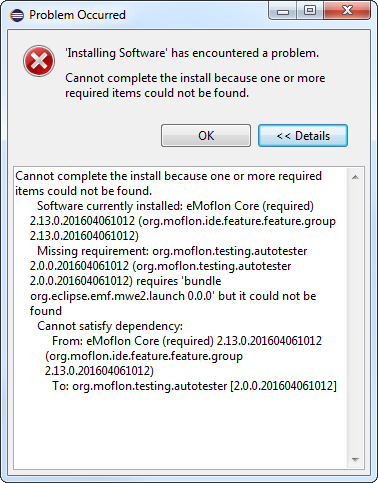 Problem Occurred
'Installing Software' has encountered a problem.
Cannot complete the install because one or more
required items could not be found.
OK
<< Details
Cannot complete the install because one or more required
items could not be found.
Software currently installed: eMoflon Core (required)
2.13.0.201604061012 (org.moflon.ide.feature.feature.group
2.13.0.201604061012)
Missing requirement: org.moflon.testing.autotester
2.0.0.201604061012 (org.moflon.testing.autotester
2.0.0.201604061012) requires 'bundle
org.eclipse.emf.mwe2.launch 0.0.0' but it could not be
found
Cannot satisfy dependency:
From: eMoflon Core (required) 2.13.0.201604061012
(org.moflon.ide.feature.feature.group
2.13.0.201604061012)
To: org.moflon.testing.autotester [2.0.0.201604061012]